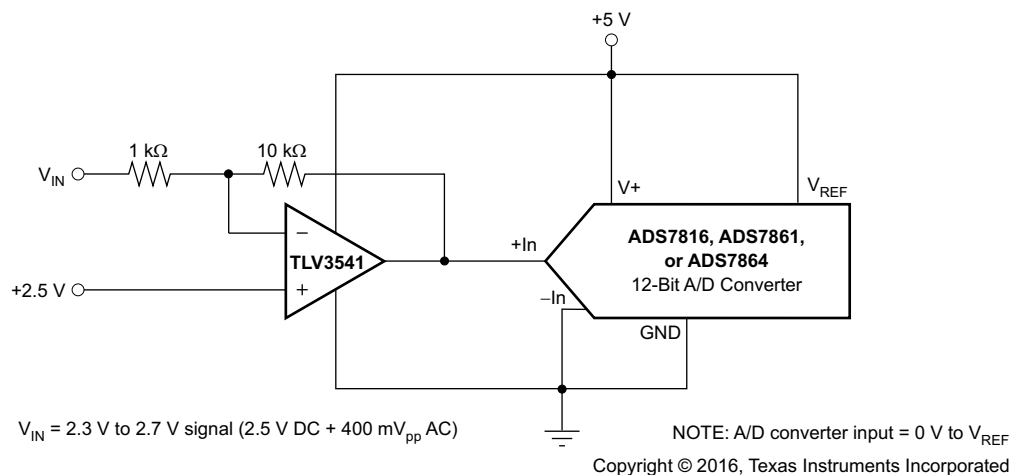 +5 V
1 kΩ
10 kΩ
V_IN
V+
V_REF
−
TLV3541
+
+2.5 V
+In
−In
ADS7816, ADS7861,
or ADS7864
12-Bit A/D Converter
GND
V_IN = 2.3 V to 2.7 V signal (2.5 V DC + 400 mV_pp AC)
NOTE: A/D converter input = 0 V to V_REF
Copyright © 2016, Texas Instruments Incorporated